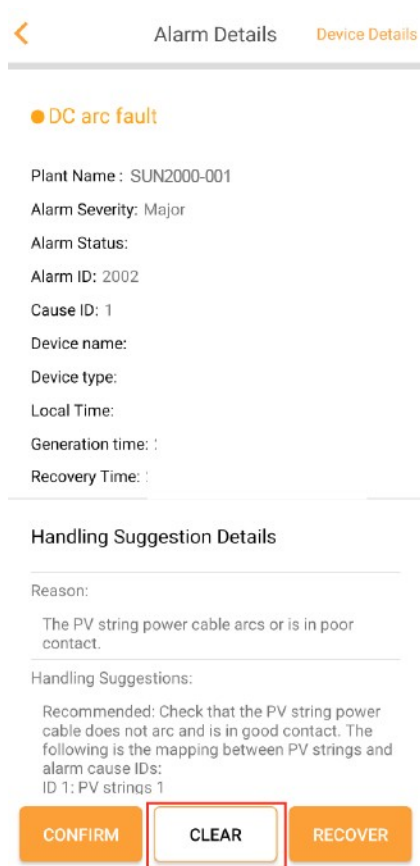 Alarm Details
Device Details
DC arc fault
Plant Name : SUN2000-001
Alarm Severity: Major
Alarm Status:
Alarm ID: 2002
Cause ID: 1
Device name:
Device type:
Local Time:
Generation time:
Recovery Time:
Handling Suggestion Details
Reason:
The PV string power cable arcs or is in poor
contact.
Handling Suggestions:
Recommended: Check that the PV string power
cable does not arc and is in good contact. The
following is the mapping between PV strings and
alarm cause IDs:
ID 1: PV strings 1
CONFIRM
CLEAR
RECOVER